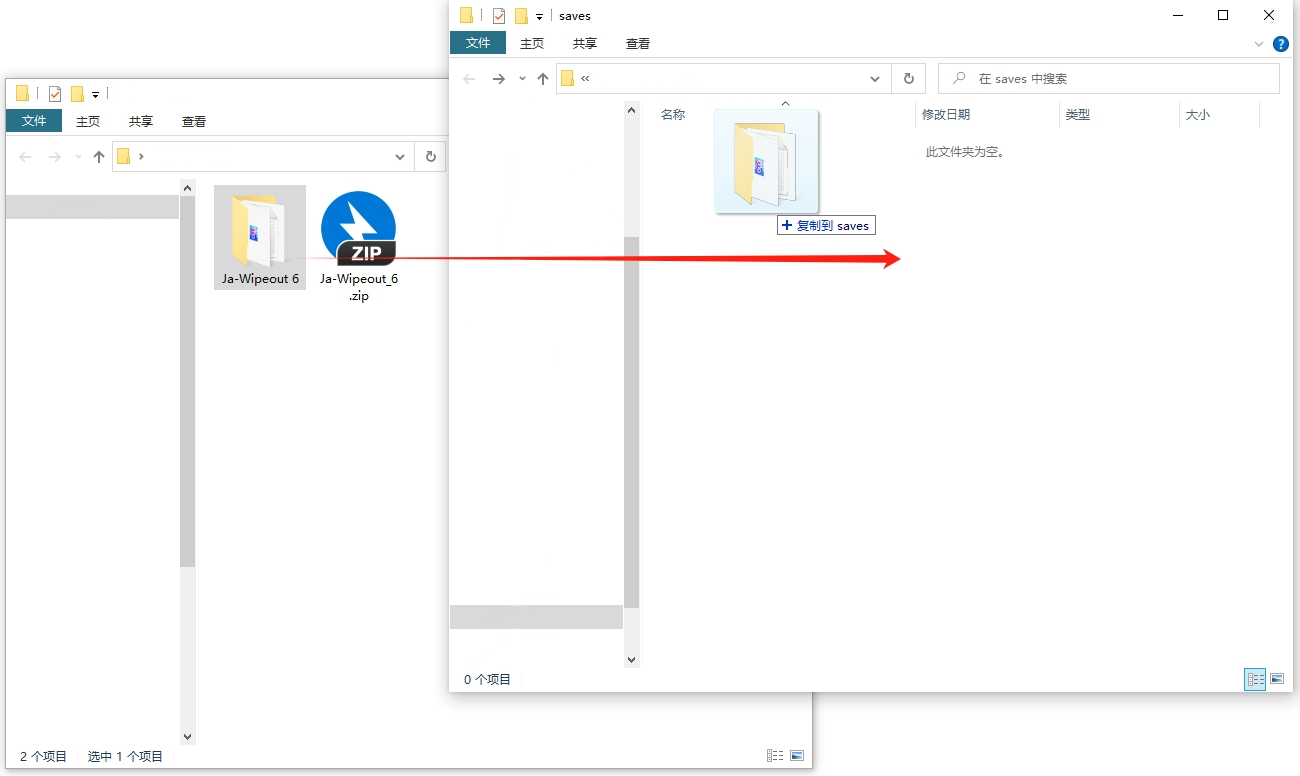 saves
文件 主页 共享 查看
在 saves 中搜索
名称 修改日期 类型 大小
此文件夹为空。
+ 复制到 saves
0 个项目
文件 主页 共享 查看
Ja-Wipeout 6
ZIP
Ja-Wipeout_6
.zip
2 个项目 选中 1 个项目